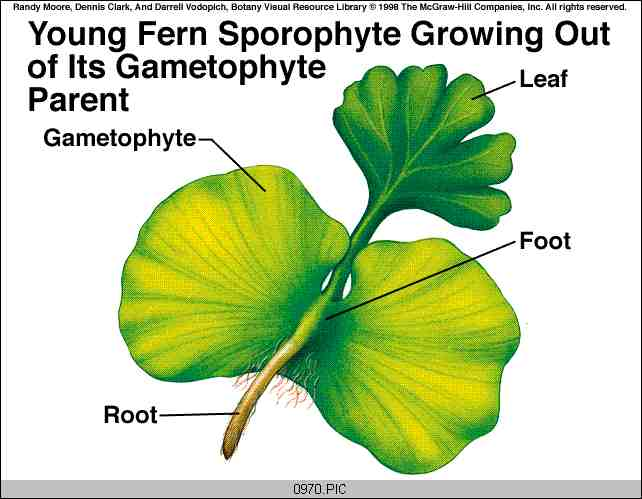 Randy Moore, Dennis Clark, And Darrell Vodopich, Botany Visual Resource Library © 1998 The McGraw-Hill Companies, Inc. All rights reserved.
Young Fern Sporophyte Growing Out
of Its Gametophyte
Parent
Leaf
Gametophyte
Foot
Root
0970.PIC